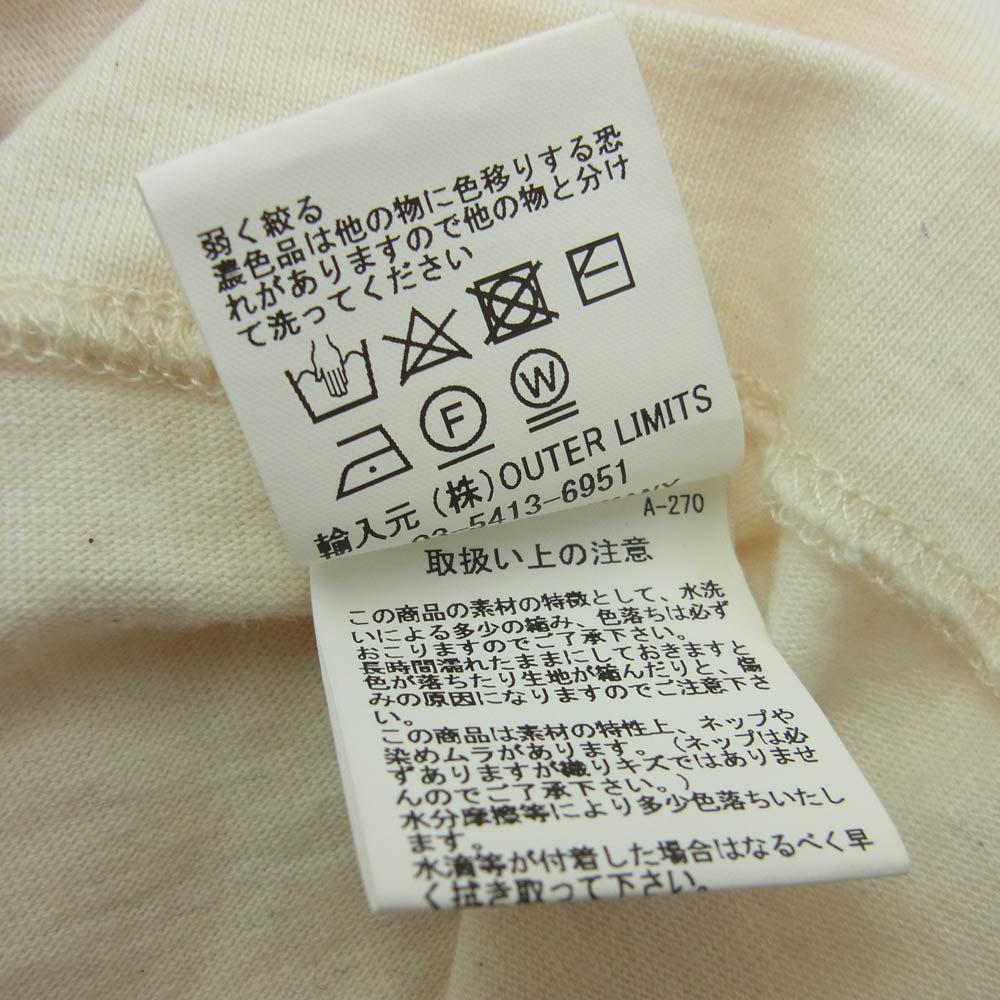 弱く絞る
濃色品は他の物に色移りする恐
れがありますので他の物と分け
て洗ってください
F
W
輸入元 (株)OUTER LIMITS
03-5413-6951
A-270
取扱い上の注意
この商品の素材の特徴として、水洗
いによる多少の縮み、色落ちは必ず
おこりますのでご了承下さい。
長時間濡れたままにしておきますと
色が落ちたり生地が縮んだりと、傷
みの原因になりますのでご注意下さ
い。
この商品は素材の特性上、ネップや
染めムラがあります。(ネップは必
ずありますが織りキズではありませ
んのでご了承下さい。)
水分摩擦等により多少色落ちいたし
ます。
水滴等が付着した場合はなるべく早
く拭き取って下さい。